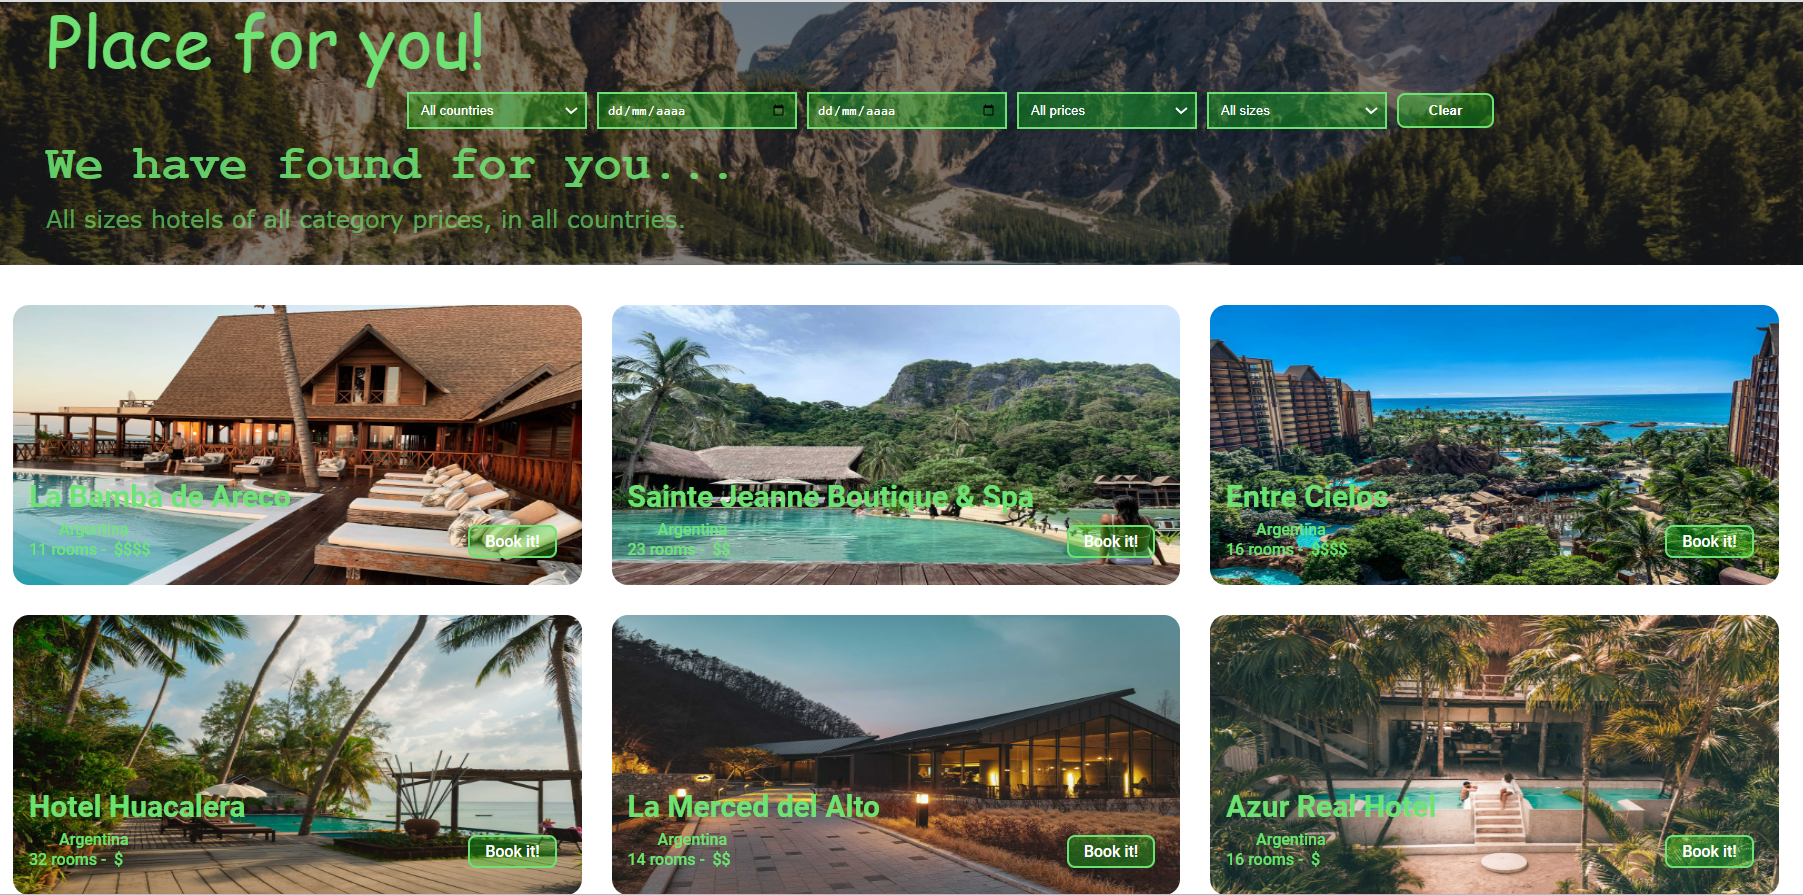 Place for you!
All countries
dd/mm/aaaa
dd/mm/aaaa
All prices
All sizes
Clear
We have found for you...
All sizes hotels of all category prices, in all countries.
La Bamba de Areco
Argentina
11 rooms - $$$$
Book it!
Sainte Jeanne Boutique & Spa
Argentina
23 rooms - $$
Book it!
Entre Cielos
Argentina
16 rooms - $$$$
Book it!
Hotel Huacalera
Argentina
32 rooms - $
Book it!
La Merced del Alto
Argentina
14 rooms - $$
Book it!
Azur Real Hotel
Argentina
16 rooms - $
Book it!